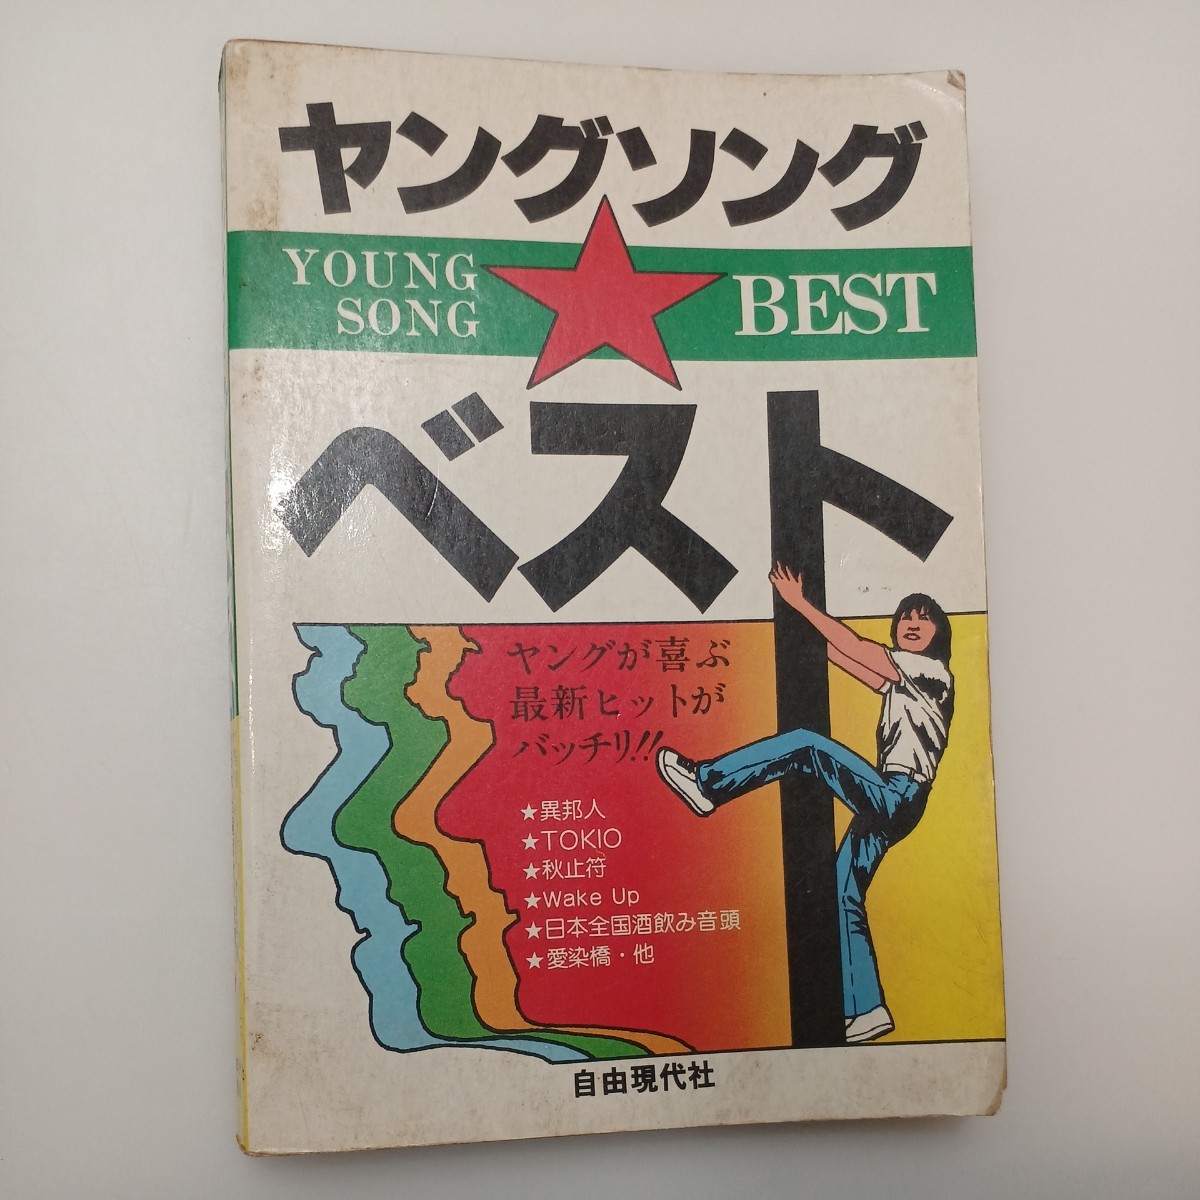 ヤングソング
YOUNG
SONG
★
BEST
ベスト
ヤングが喜ぶ
最新ヒットが
バッチリ!!
★異邦人
★TOKIO
★秋止符
★Wake Up
★日本全国酒飲み音頭
★愛染橋・他
自由現代社